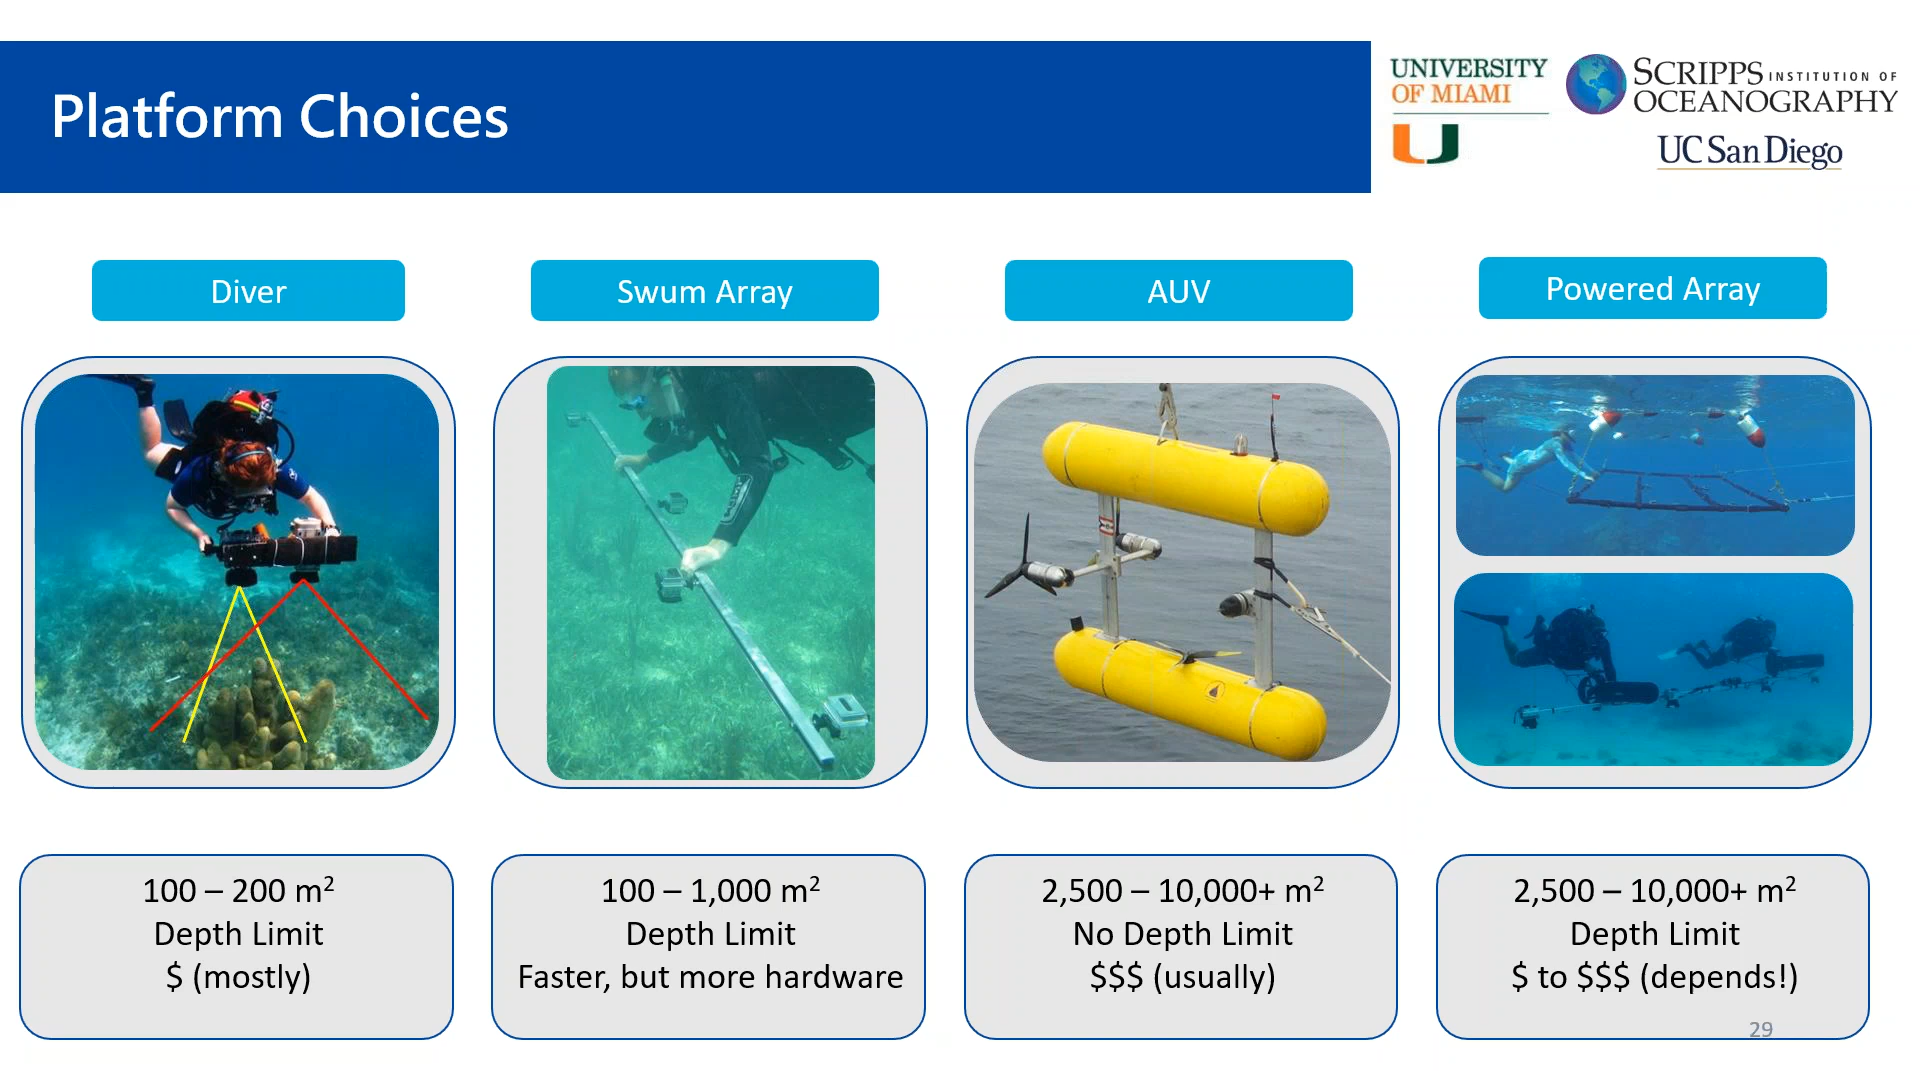 Platform Choices
UNIVERSITY
OF MIAMI
SCRIPPS INSTITUTION OF
OCEANOGRAPHY
UC San Diego
Diver
Swum Array
AUV
Powered Array
100 – 200 m²
Depth Limit
$ (mostly)
100 – 1,000 m²
Depth Limit
Faster, but more hardware
2,500 – 10,000+ m²
No Depth Limit
$$$ (usually)
2,500 – 10,000+ m²
Depth Limit
$ to $$$ (depends!)
29